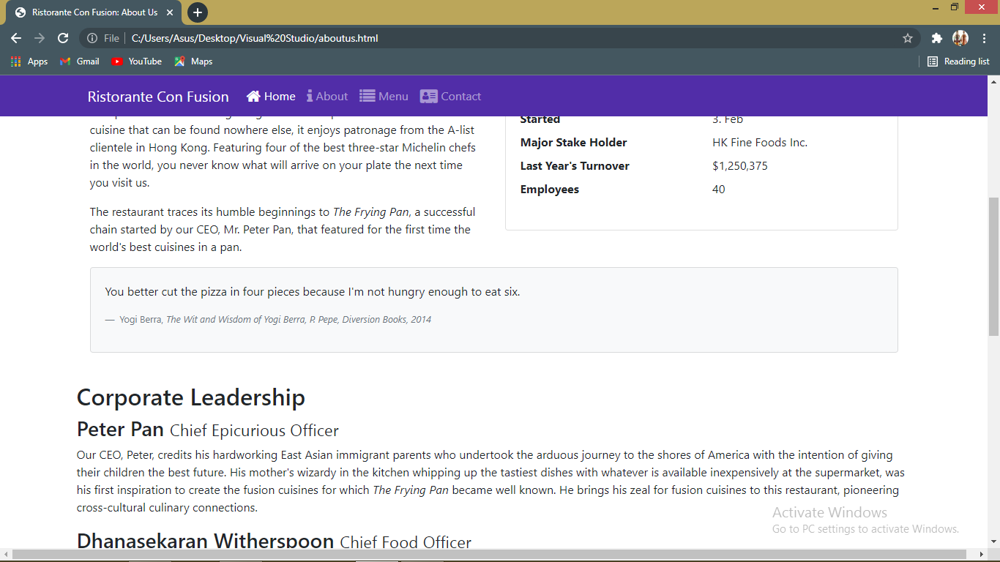 Ristorante Con Fusion: About Us
File C:/Users/Asus/Desktop/Visual%20Studio/aboutus.html
Apps Gmail YouTube Maps Reading list
Ristorante Con Fusion Home About Menu Contact
cuisine that can be found nowhere else, it enjoys patronage from the A-list
clientele in Hong Kong. Featuring four of the best three-star Michelin chefs
in the world, you never know what will arrive on your plate the next time
you visit us.
The restaurant traces its humble beginnings to The Frying Pan, a successful
chain started by our CEO, Mr. Peter Pan, that featured for the first time the
world's best cuisines in a pan.
Started 3. Feb
Major Stake Holder HK Fine Foods Inc.
Last Year's Turnover $1,250,375
Employees 40
You better cut the pizza in four pieces because I'm not hungry enough to eat six.
— Yogi Berra, The Wit and Wisdom of Yogi Berra, P. Pepe, Diversion Books, 2014
Corporate Leadership
Peter Pan Chief Epicurious Officer
Our CEO, Peter, credits his hardworking East Asian immigrant parents who undertook the arduous journey to the shores of America with the intention of giving
their children the best future. His mother's wizardy in the kitchen whipping up the tastiest dishes with whatever is available inexpensively at the supermarket, was
his first inspiration to create the fusion cuisines for which The Frying Pan became well known. He brings his zeal for fusion cuisines to this restaurant, pioneering
cross-cultural culinary connections.
Dhanasekaran Witherspoon Chief Food Officer
Activate Windows
Go to PC settings to activate Windows.